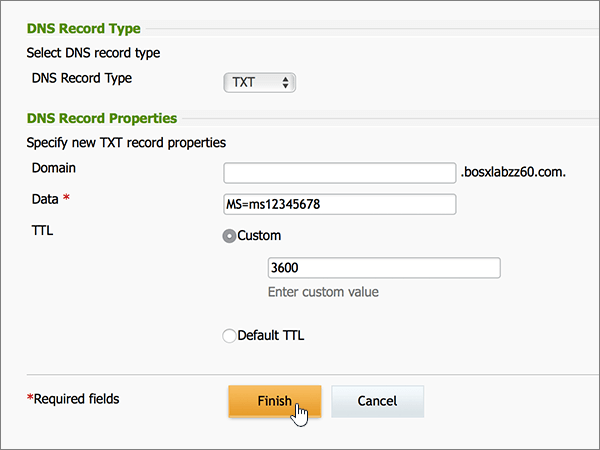 DNS Record Type
Select DNS record type
DNS Record Type TXT
DNS Record Properties
Specify new TXT record properties
Domain .bosxlabzz60.com.
Data * MS=ms12345678
TTL Custom
3600
Enter custom value
Default TTL
*Required fields Finish Cancel